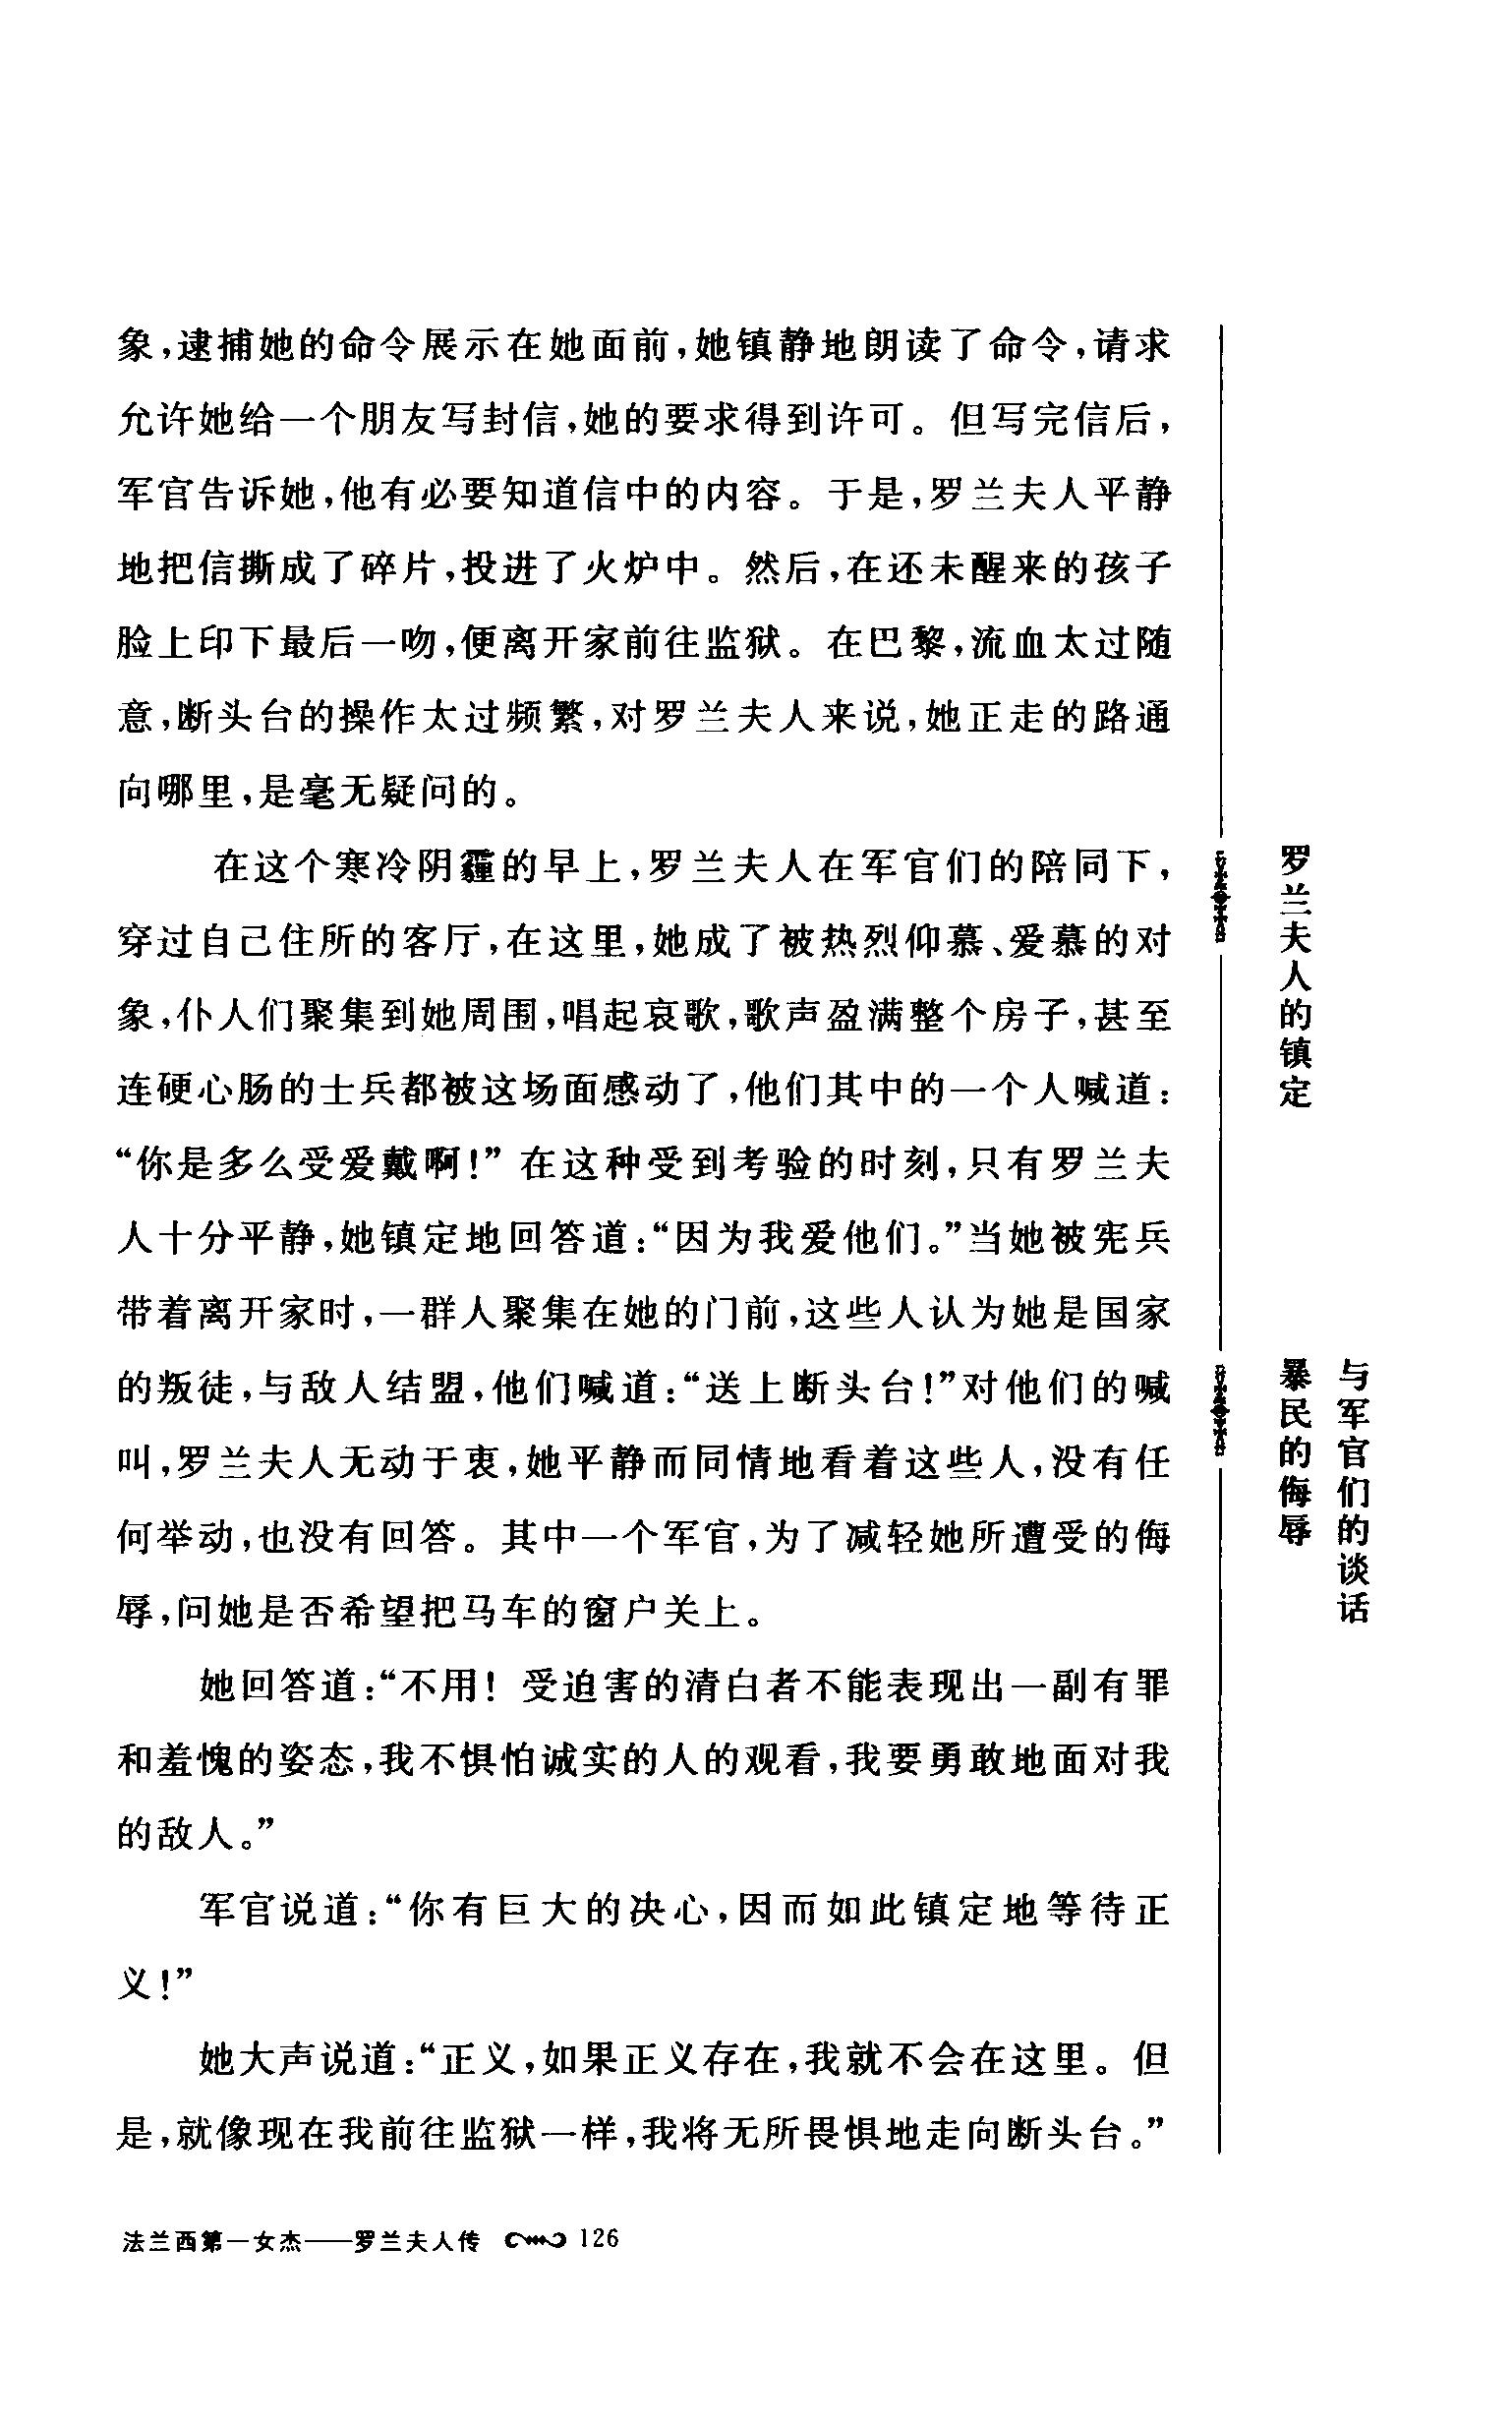 象,逮捕她的命令展示在她面前,她镇静地朗读了命令,请求
允许她给一个朋友写封信,她的要求得到许可。但写完信后,
军官告诉她,他有必要知道信中的内容。于是,罗兰夫人平静
地把信撕成了碎片,投进了火炉中。然后,在还未醒来的孩子
脸上印下最后一吻,便离开家前往监狱。在巴黎,流血太过随
意,断头台的操作太过频繁,对罗兰夫人来说,她正走的路通
向哪里,是毫无疑问的。
在这个寒冷阴霾的早上,罗兰夫人在军官们的陪同下,
穿过自己住所的客厅,在这里,她成了被热烈仰慕、爱慕的对
象,仆人们聚集到她周围,唱起哀歌,歌声盈满整个房子,甚至
连硬心肠的士兵都被这场面感动了,他们其中的一个人喊道:
“你是多么受爱戴啊!”在这种受到考验的时刻,只有罗兰夫
人十分平静,她镇定地回答道:“因为我爱他们。”当她被宪兵
带着离开家时,一群人聚集在她的门前,这些人认为她是国家
的叛徒,与敌人结盟,他们喊道:“送上断头台!”对他们的喊
叫,罗兰夫人无动于衷,她平静而同情地看着这些人,没有任
何举动,也没有回答。其中一个军官,为了减轻她所遭受的侮
辱,问她是否希望把马车的窗户关上。
她回答道:“不用! 受迫害的清白者不能表现出一副有罪
和羞愧的姿态,我不惧怕诚实的人的观看,我要勇敢地面对我
的敌人。”
军官说道:“你有巨大的决心,因而如此镇定地等待正
义!”
她大声说道:“正义,如果正义存在,我就不会在这里。但
是,就像现在我前往监狱一样,我将无所畏惧地走向断头台。”
罗兰夫人的镇定
与军官们的谈话
暴民的侮辱
法兰西第一女杰——罗兰夫人传 126